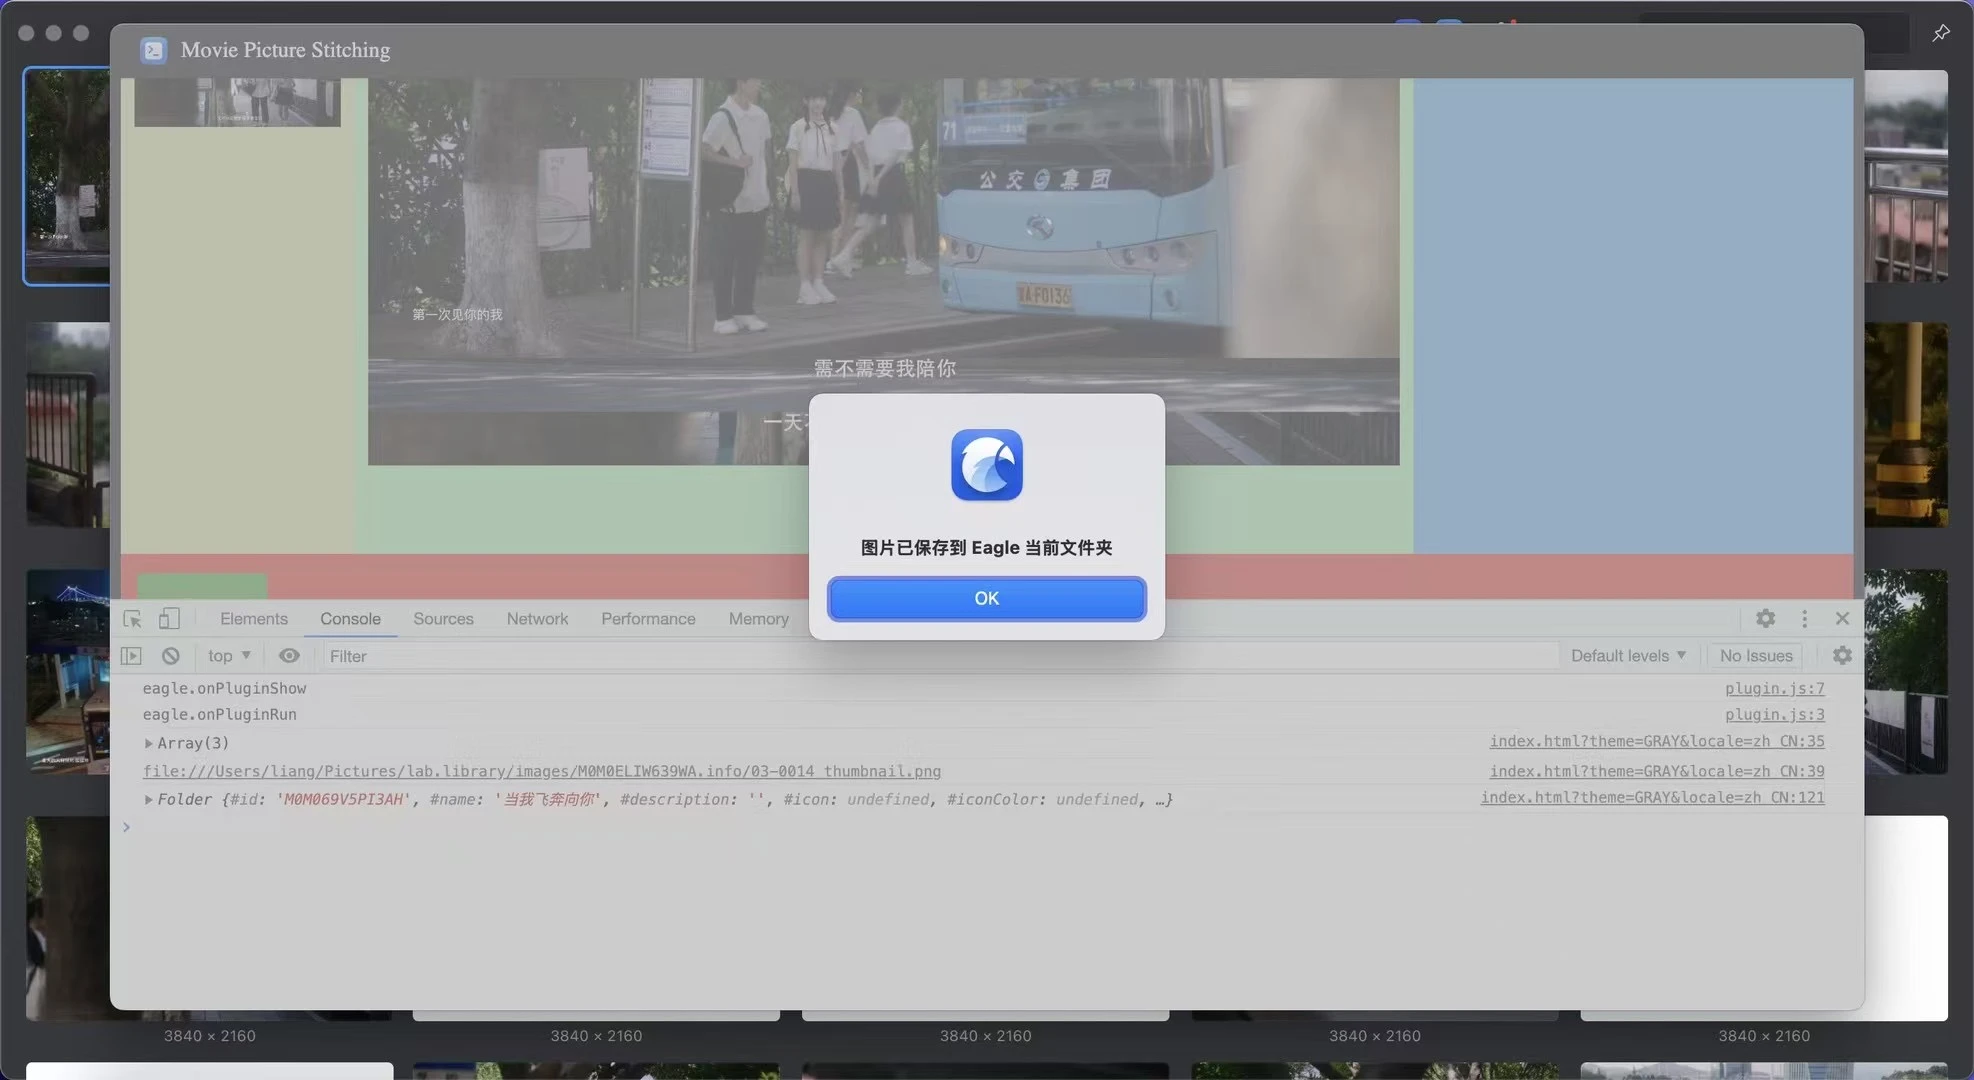 Movie Picture Stitching
71
公交集团
A·F0136
第一次见你的我
需不需要我陪你
一天不
图片已保存到 Eagle 当前文件夹
OK
Elements Console Sources Network Performance Memory
top Filter Default levels No Issues
eagle.onPluginShow plugin.js:7
eagle.onPluginRun plugin.js:3
Array(3) index.html?theme=GRAY&locale=zh_CN:35
file:///Users/liang/Pictures/lab.library/images/M0M0ELIW639WA.info/03-0014_thumbnail.png index.html?theme=GRAY&locale=zh_CN:39
Folder {#id: 'M0M069V5PI3AH', #name: '当我飞奔向你', #description: '', #icon: undefined, #iconColor: undefined, …} index.html?theme=GRAY&locale=zh_CN:121
3840 × 2160 3840 × 2160 3840 × 2160 3840 × 2160 3840 × 2160